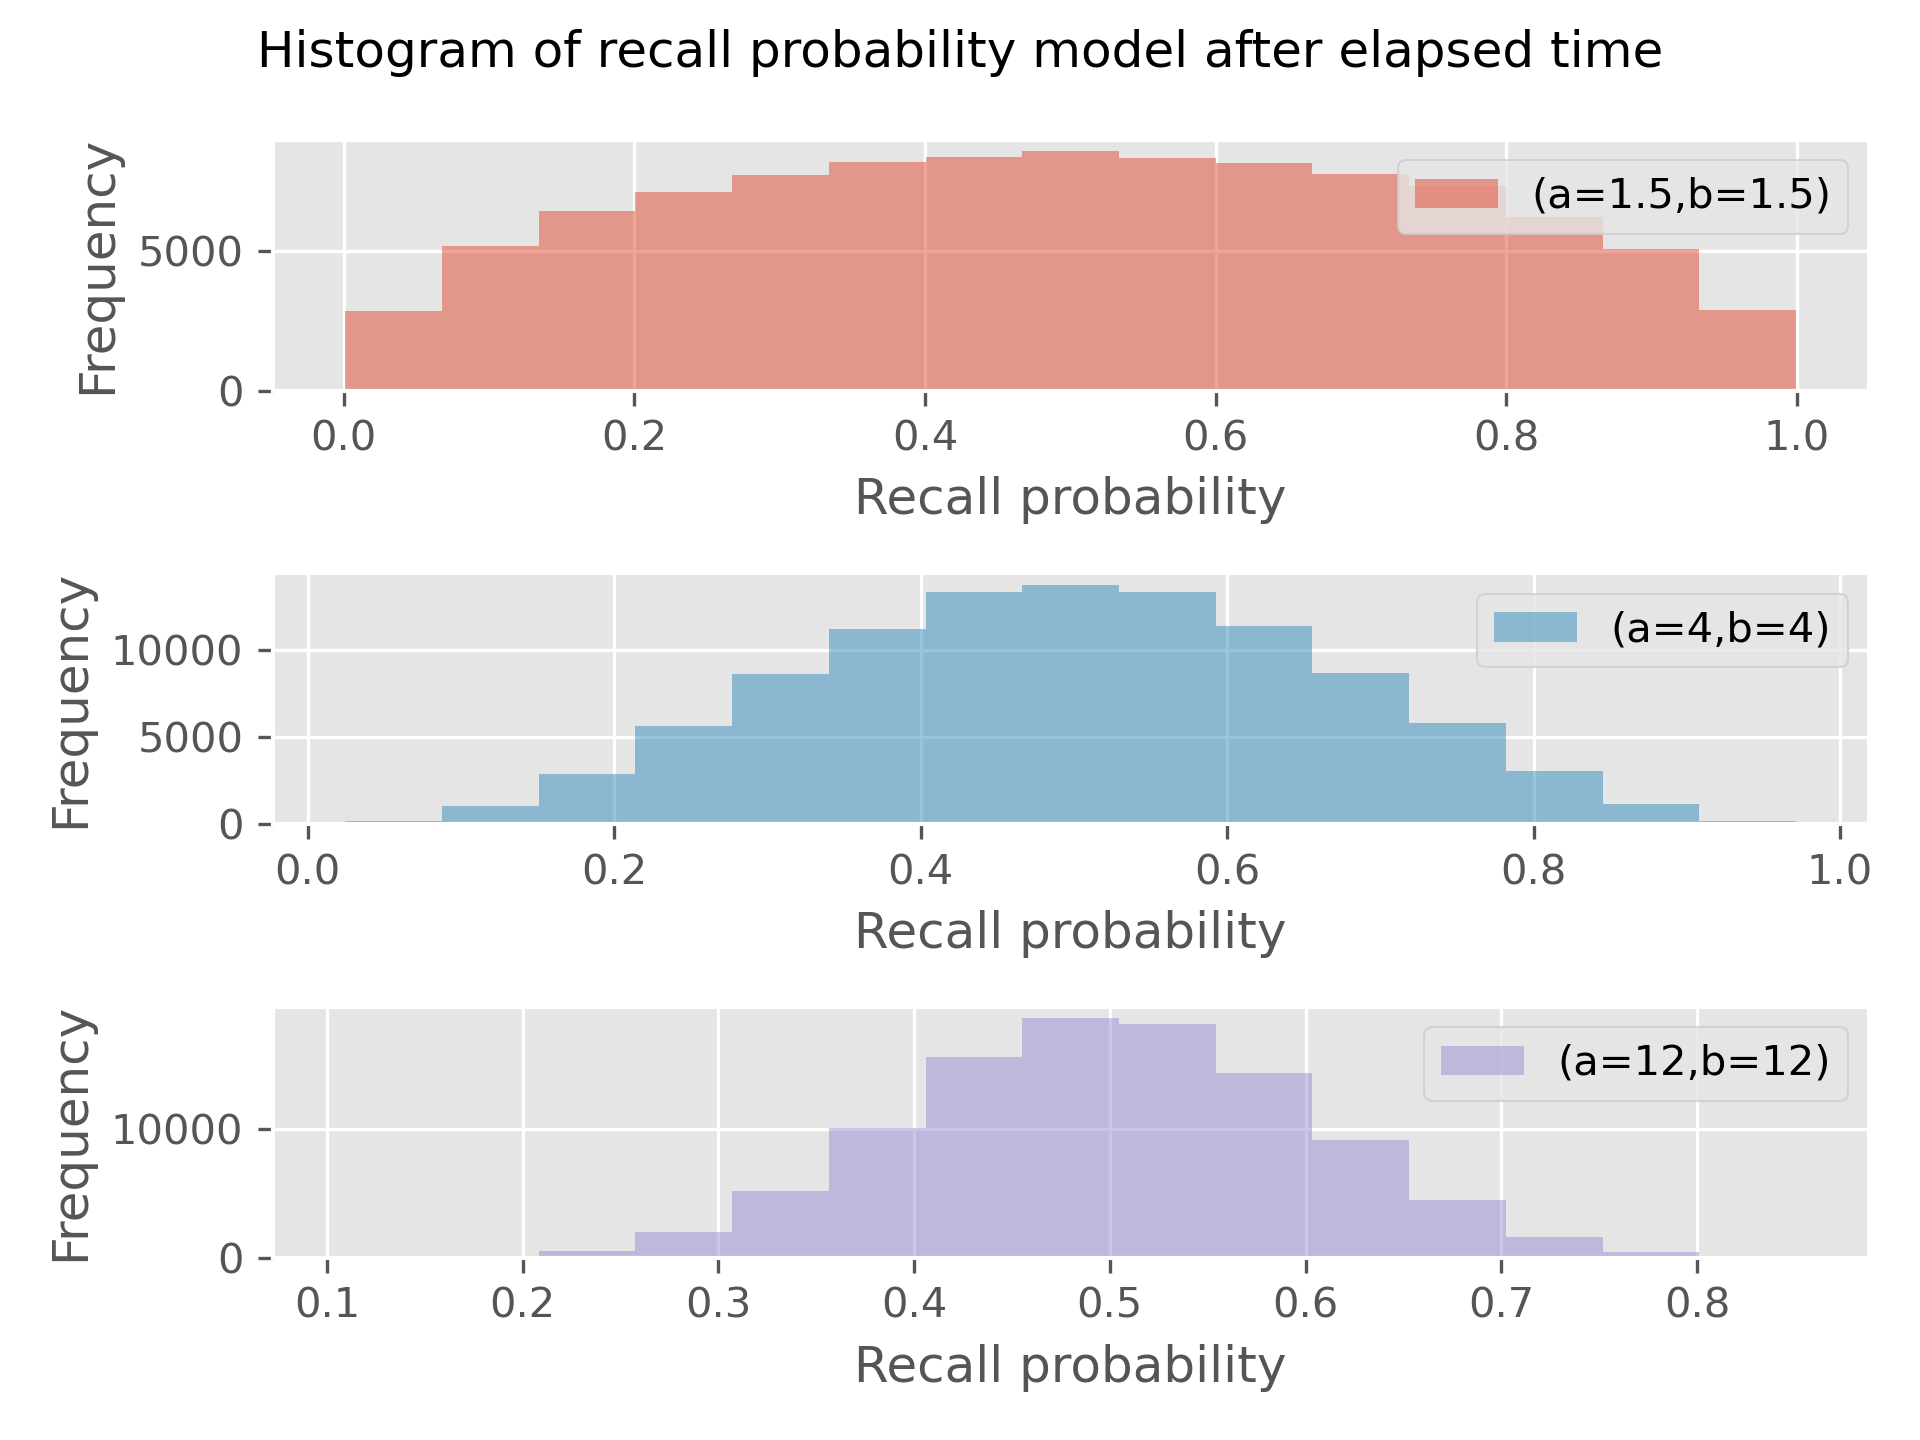 Histogram of recall probability model after elapsed time
Frequency
5000
0
(a=1.5,b=1.5)
0.0 0.2 0.4 0.6 0.8 1.0
Recall probability
Frequency
10000
5000
0
(a=4,b=4)
0.0 0.2 0.4 0.6 0.8 1.0
Recall probability
Frequency
10000
0
(a=12,b=12)
0.1 0.2 0.3 0.4 0.5 0.6 0.7 0.8
Recall probability